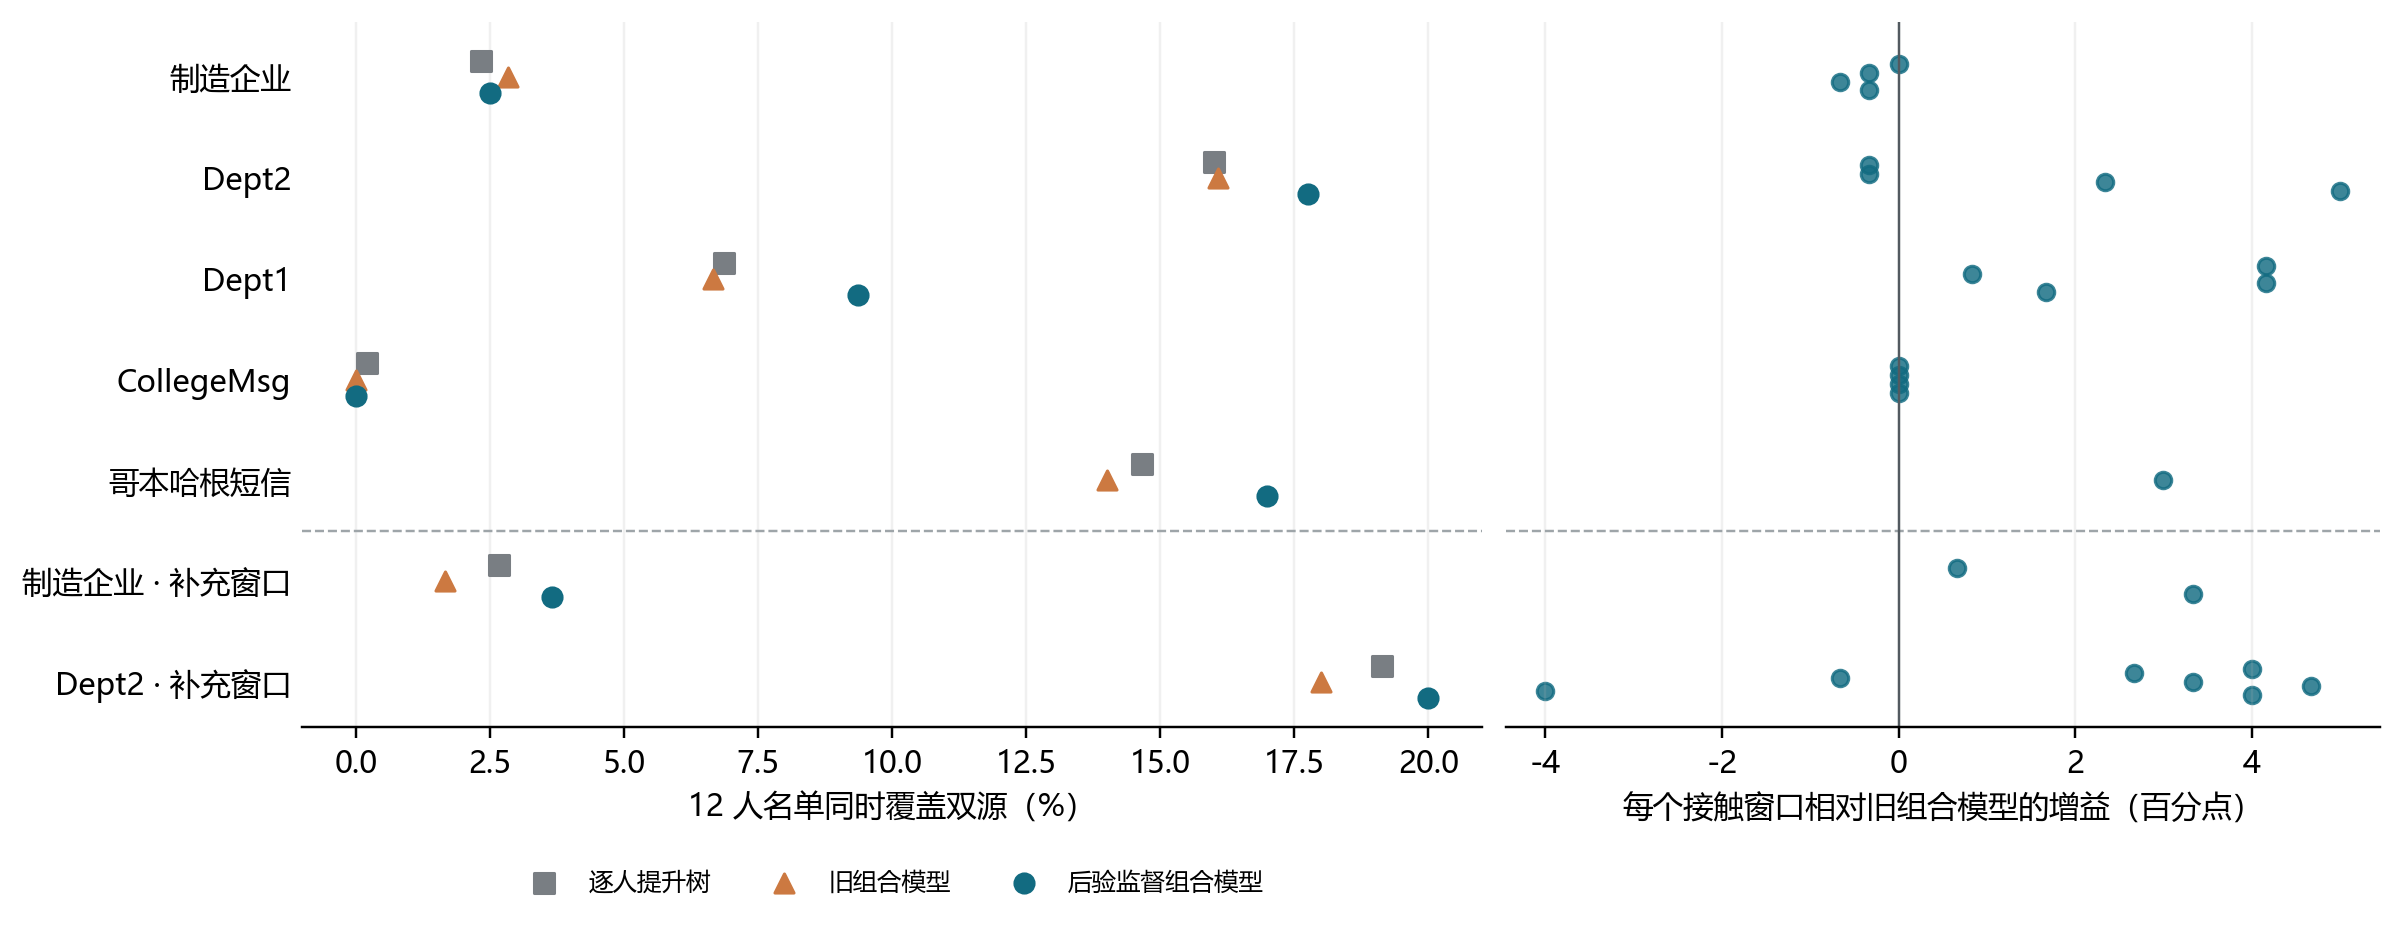 制造企业
Dept2
Dept1
CollegeMsg
哥本哈根短信
制造企业 · 补充窗口
Dept2 · 补充窗口
0.0 2.5 5.0 7.5 10.0 12.5 15.0 17.5 20.0
-4 -2 0 2 4
12 人名单同时覆盖双源（%）
每个接触窗口相对旧组合模型的增益（百分点）
逐人提升树 旧组合模型 后验监督组合模型